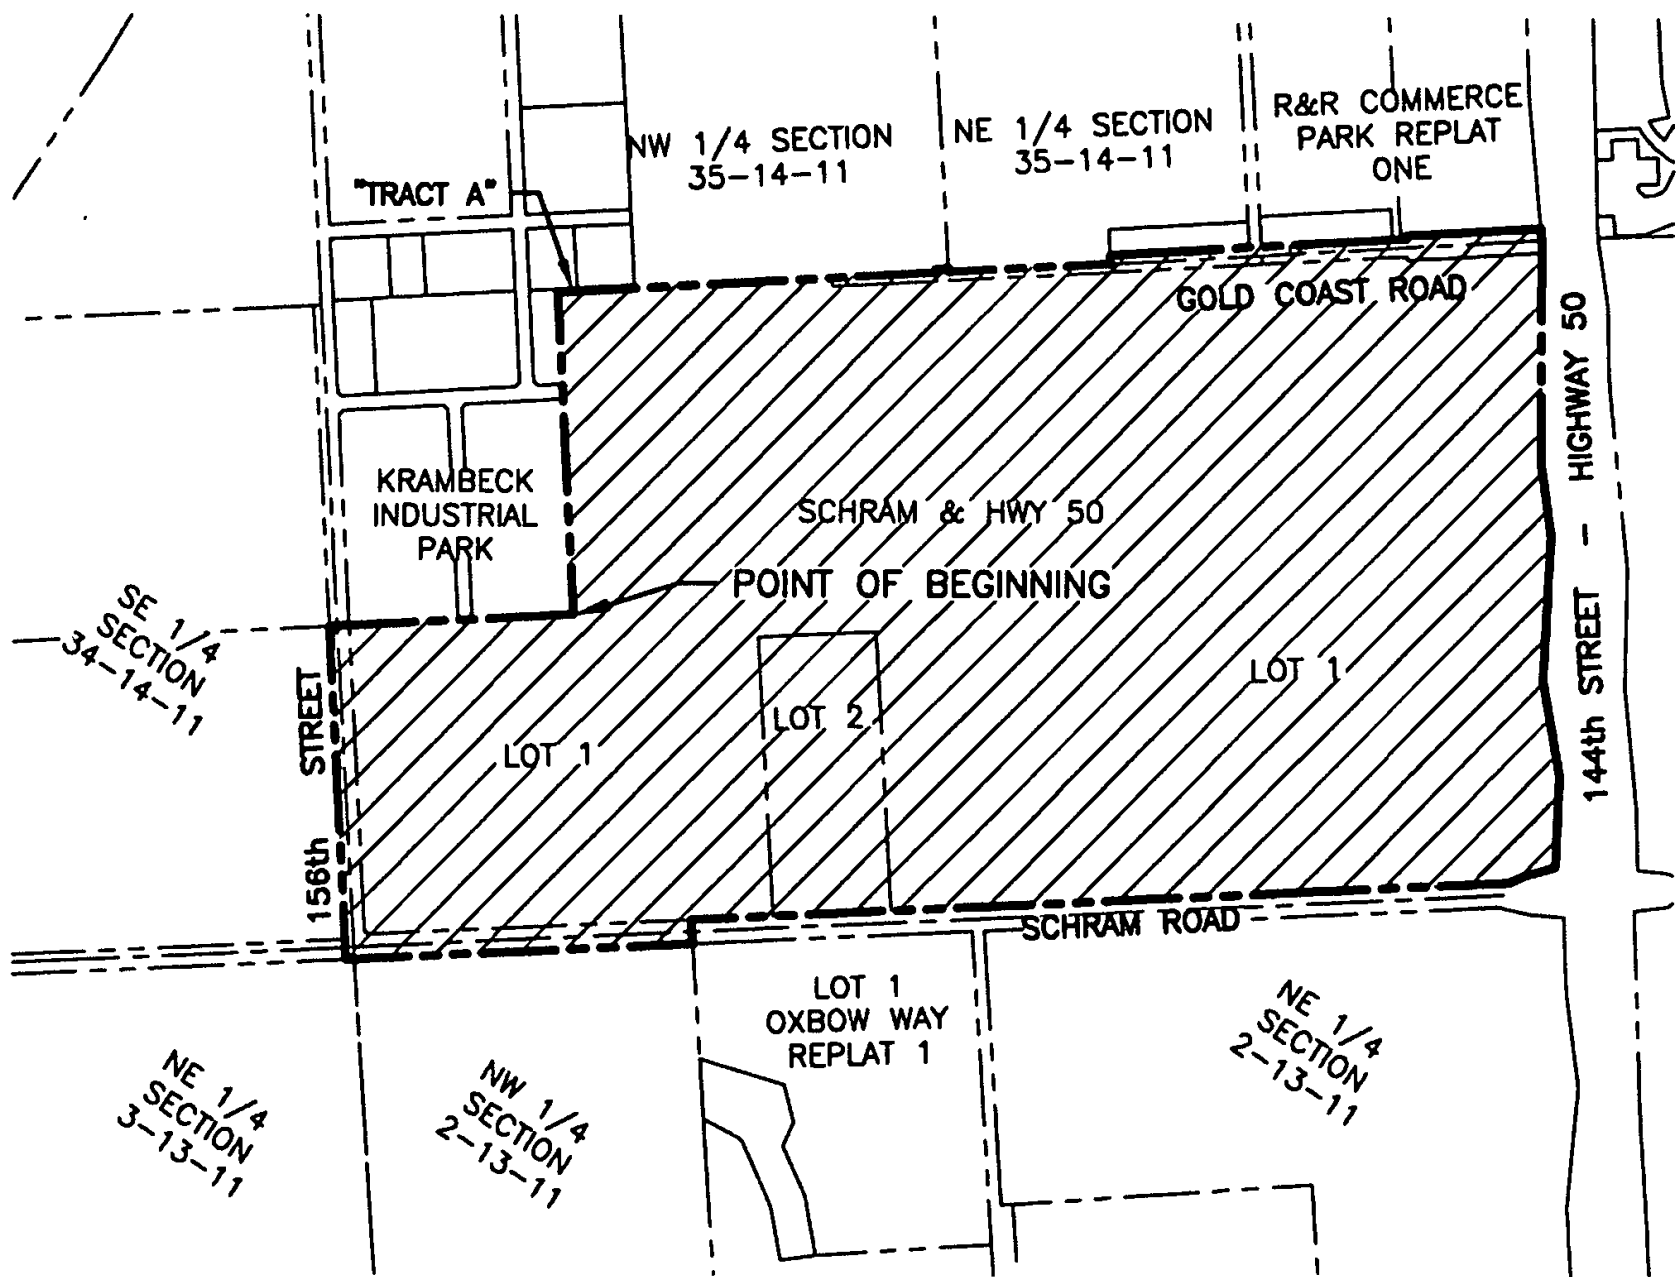 R&R COMMERCE
PARK REPLAT
ONE
NW 1/4 SECTION
35-14-11
NE 1/4 SECTION
35-14-11
"TRACT A"
GOLD COAST ROAD
144th STREET - HIGHWAY 50
KRAMBECK
INDUSTRIAL
PARK
SCHRAM & HWY 50
POINT OF BEGINNING
SE 1/4
SECTION
34-14-11
156th STREET
LOT 1
LOT 2
LOT 1
SCHRAM ROAD
LOT 1
OXBOW WAY
REPLAT 1
NE 1/4
SECTION
3-13-11
NW 1/4
SECTION
2-13-11
NE 1/4
SECTION
2-13-11